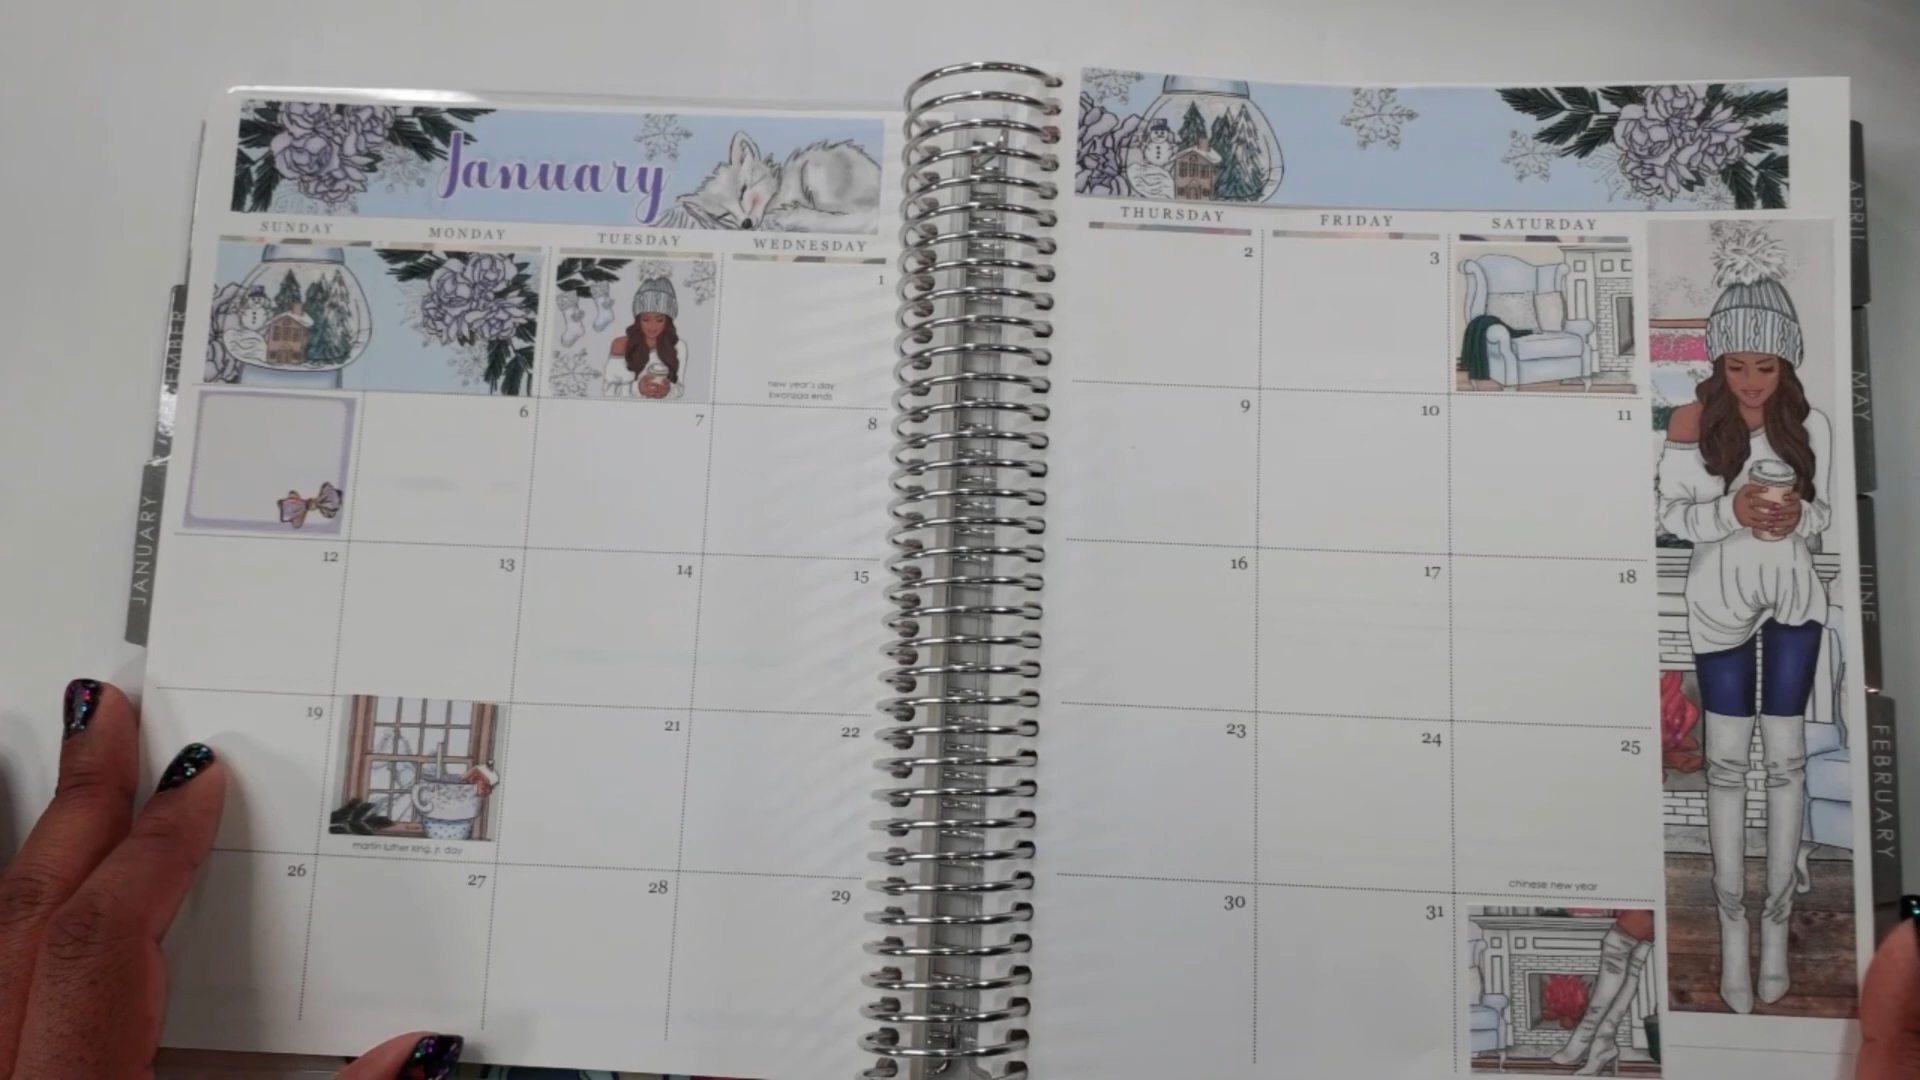 January
SUNDAY MONDAY TUESDAY WEDNESDAY THURSDAY FRIDAY SATURDAY
1 2 3
new year's day
kwanzaa ends
6 7 8 9 10 11
12 13 14 15 16 17 18
19 21 22 23 24 25
martin luther king, jr. day
chinese new year
26 27 28 29 30 31
JANUARY
APRIL
MAY
JUNE
FEBRUARY